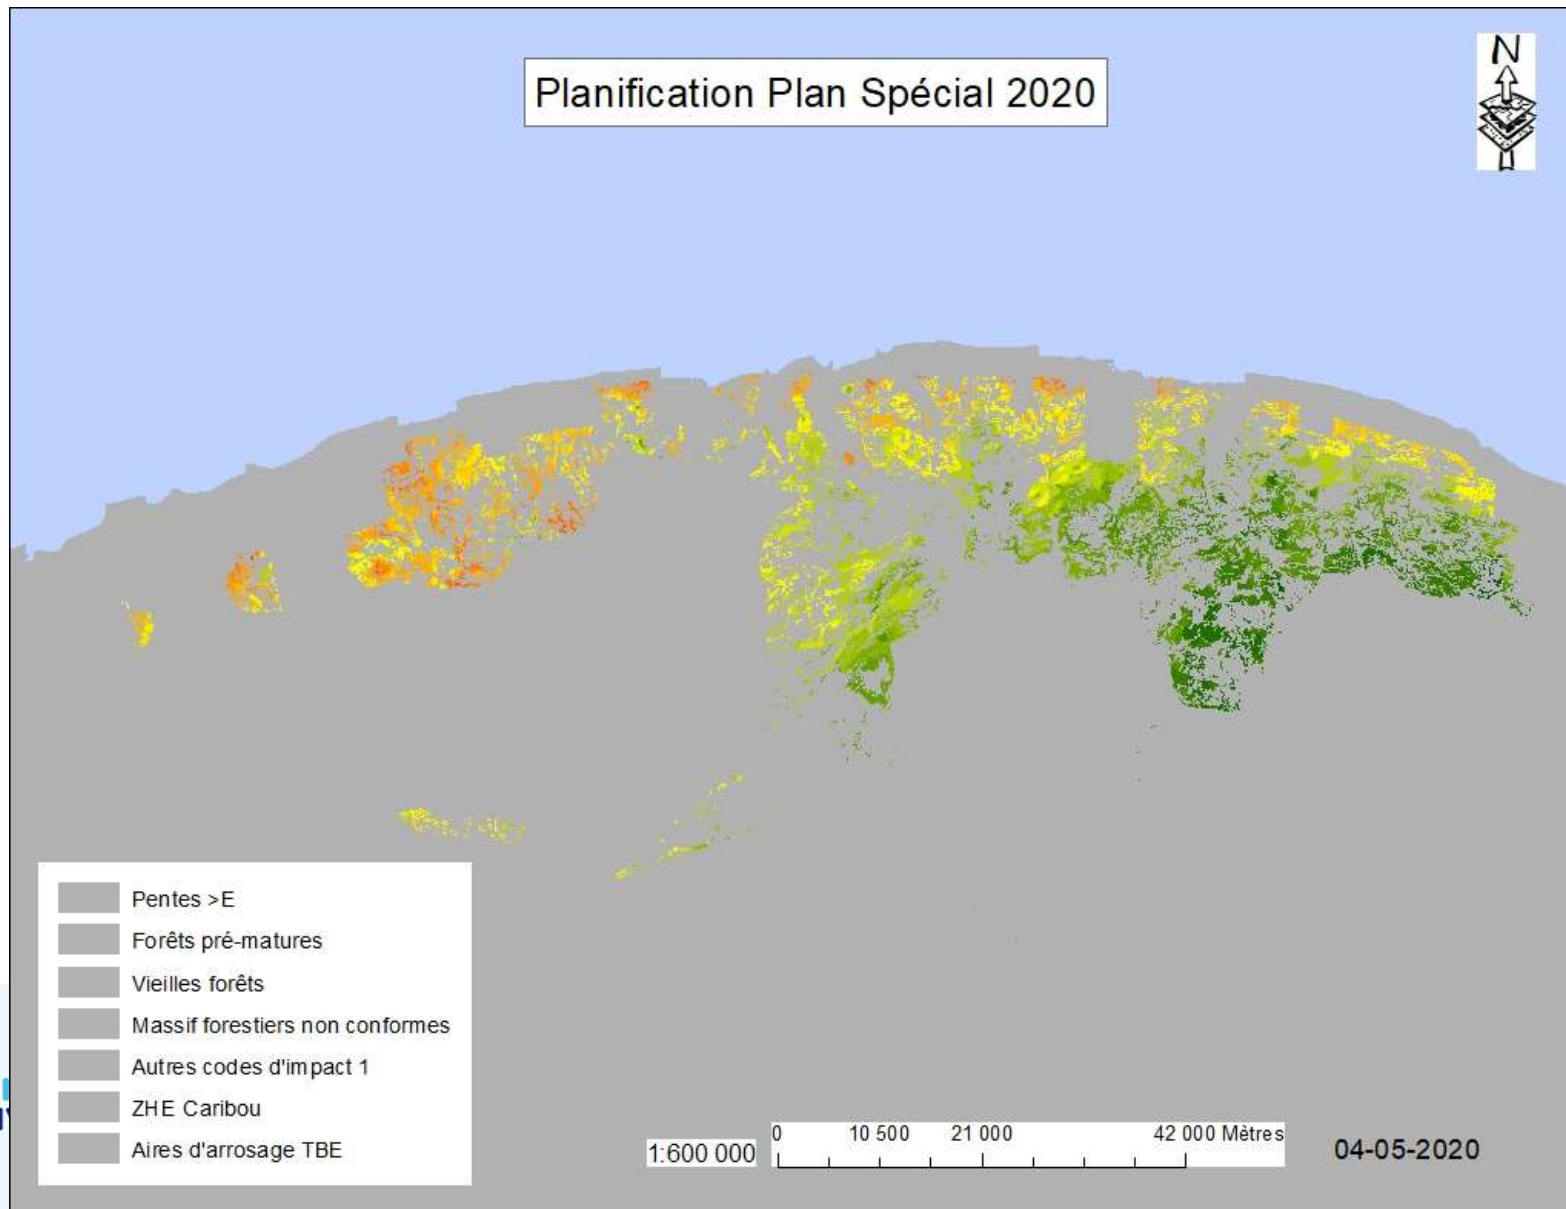 Planification Plan Spécial 2020
N
Pentes >E
Forêts pré-matures
Vieilles forêts
Massif forestiers non conformes
Autres codes d'impact 1
ZHE Caribou
Aires d'arrosage TBE
1:600 000
0 10 500 21 000 42 000 Mètres
04-05-2020